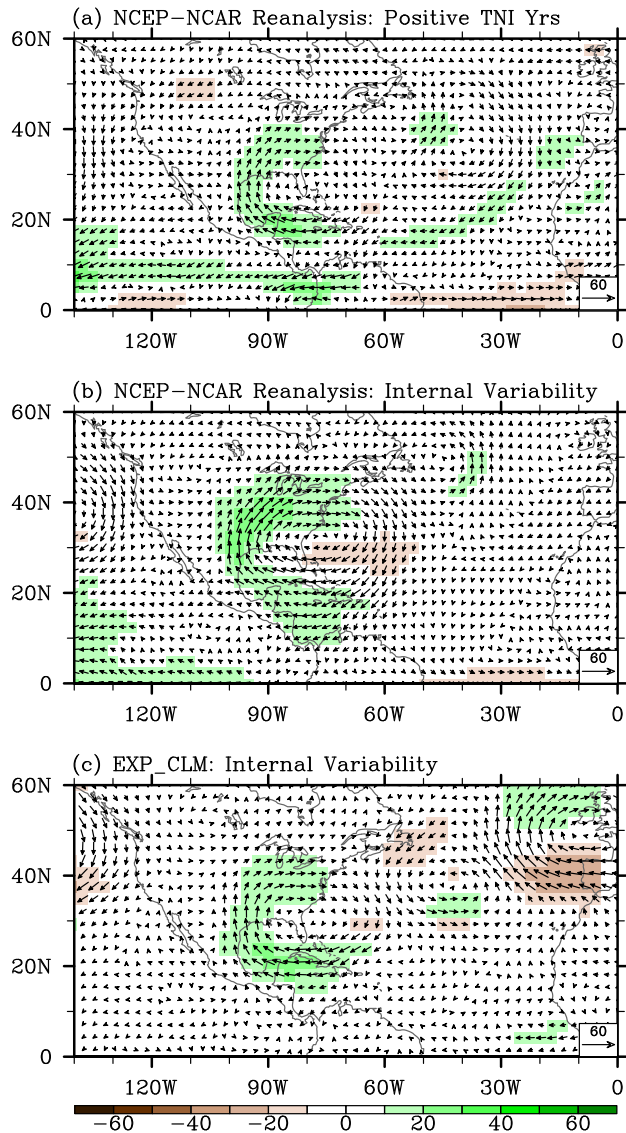 (a) NCEP−NCAR Reanalysis: Positive TNI Yrs
60N
40N
20N
0
60
120W 90W 60W 30W 0
(b) NCEP−NCAR Reanalysis: Internal Variability
60N
40N
20N
0
60
120W 90W 60W 30W 0
(c) EXP_CLM: Internal Variability
60N
40N
20N
0
60
120W 90W 60W 30W 0
−60 −40 −20 0 20 40 60